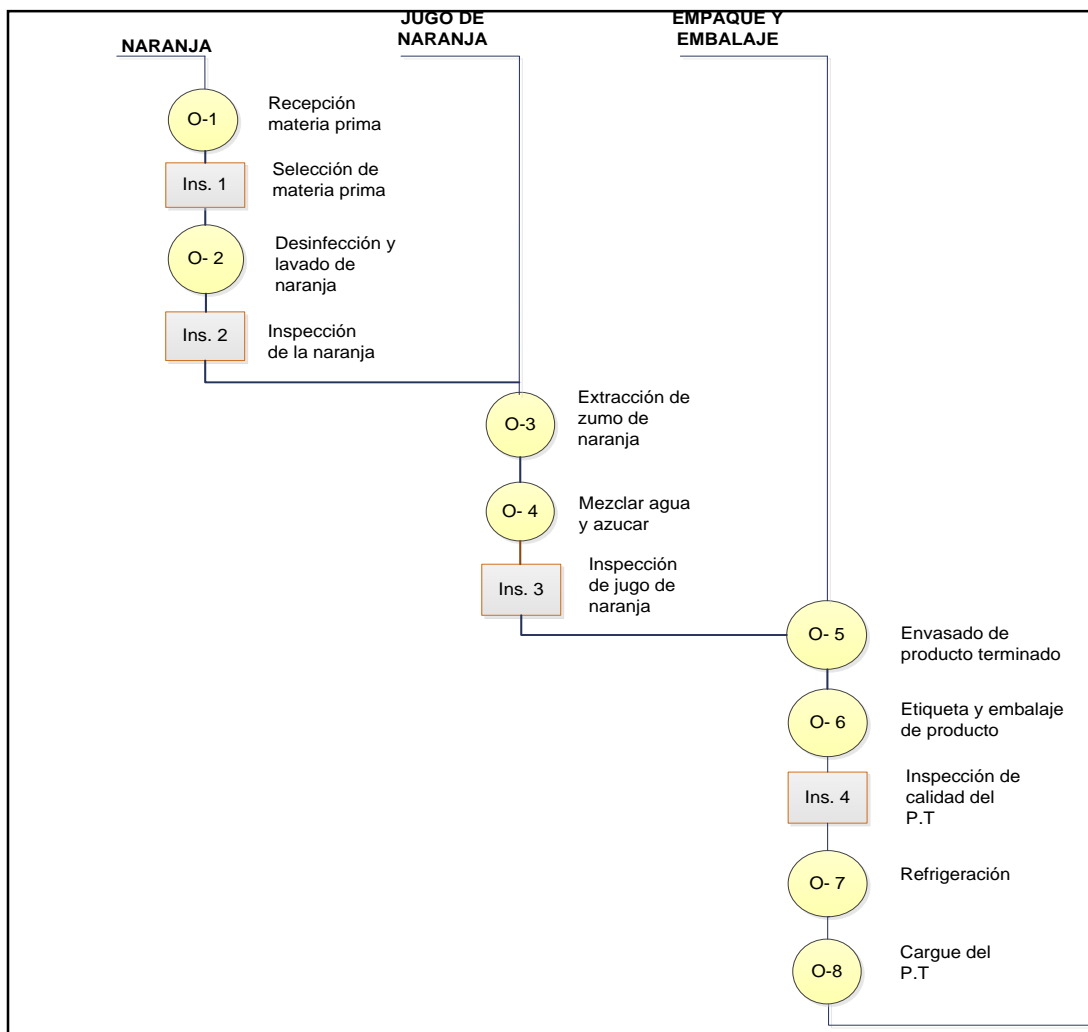 NARANJA
JUGO DE
NARANJA
EMPAQUE Y
EMBALAJE
O-1
Recepción
materia prima
Ins. 1
Selección de
materia prima
O- 2
Desinfección y
lavado de
naranja
Ins. 2
Inspección
de la naranja
O-3
Extracción de
zumo de
naranja
O- 4
Mezclar agua
y azucar
Ins. 3
Inspección
de jugo de
naranja
O- 5
Envasado de
producto terminado
O- 6
Etiqueta y embalaje
de producto
Ins. 4
Inspección de
calidad del
P.T
O- 7
Refrigeración
O-8
Cargue del
P.T